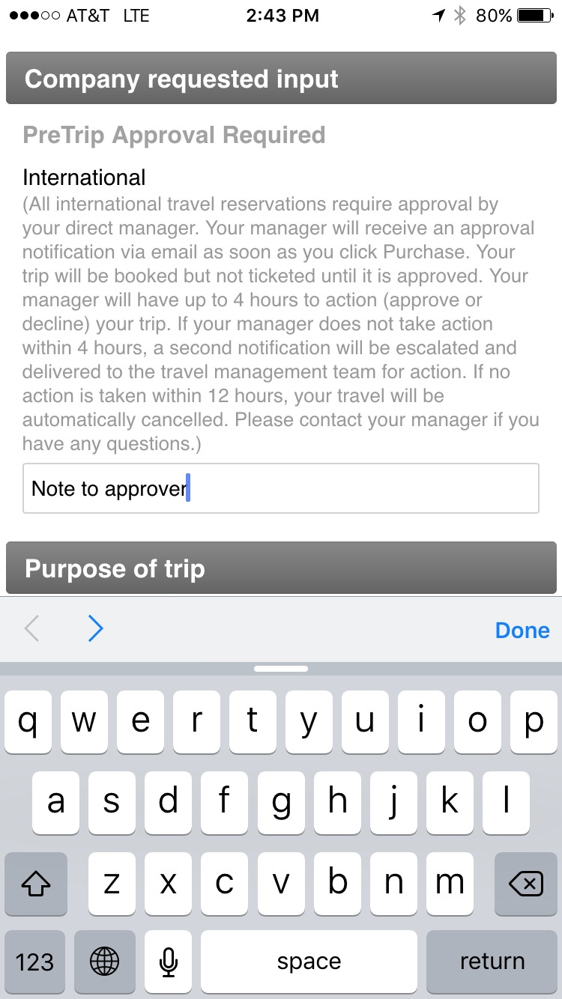 AT&T LTE 2:43 PM 80%
Company requested input
PreTrip Approval Required
International
(All international travel reservations require approval by
your direct manager. Your manager will receive an approval
notification via email as soon as you click Purchase. Your
trip will be booked but not ticketed until it is approved. Your
manager will have up to 4 hours to action (approve or
decline) your trip. If your manager does not take action
within 4 hours, a second notification will be escalated and
delivered to the travel management team for action. If no
action is taken within 12 hours, your travel will be
automatically cancelled. Please contact your manager if you
have any questions.)
Note to approver
Purpose of trip
Done
q w e r t y u i o p
a s d f g h j k l
z x c v b n m
123 space return